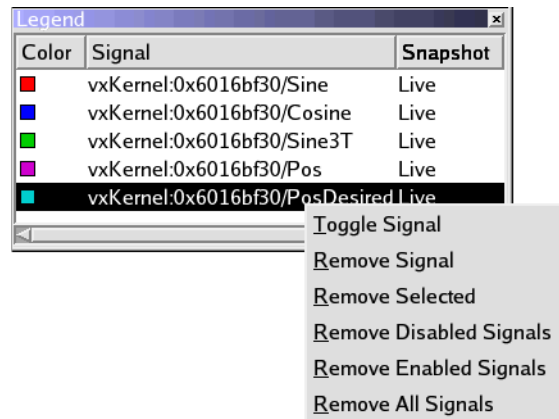 Legend
Color Signal Snapshot
vxKernel:0x6016bf30/Sine Live
vxKernel:0x6016bf30/Cosine Live
vxKernel:0x6016bf30/Sine3T Live
vxKernel:0x6016bf30/Pos Live
vxKernel:0x6016bf30/PosDesired Live
Toggle Signal
Remove Signal
Remove Selected
Remove Disabled Signals
Remove Enabled Signals
Remove All Signals